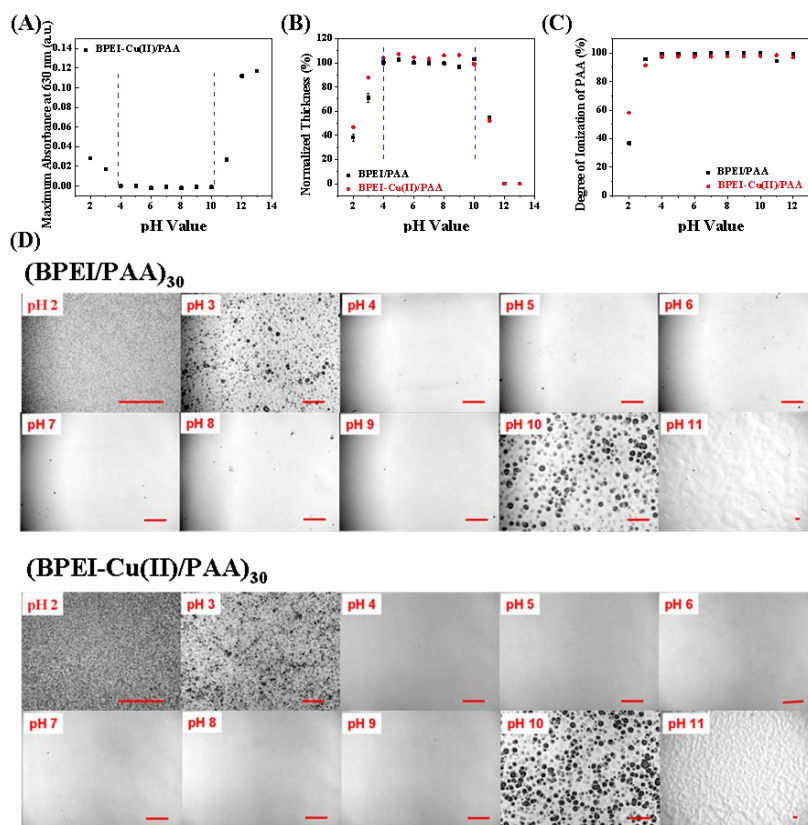 (A)
Maximum Absorbance at 630 nm (a.u.)
0.14
0.12
0.10
0.08
0.06
0.04
0.02
0.00
BPEI-Cu(II)/PAA
2 4 6 8 10 12 14
pH Value
(B)
Normalized Thickness (%)
120
100
80
60
40
20
0
BPEI/PAA
BPEI-Cu(II)/PAA
0 2 4 6 8 10 12 14
pH Value
(C)
Degree of Ionization of PAA (%)
100
80
60
40
20
0
BPEI/PAA
BPEI-Cu(II)/PAA
2 4 6 8 10 12
pH Value
(D)
(BPEI/PAA)30
pH 2 pH 3 pH 4 pH 5 pH 6
pH 7 pH 8 pH 9 pH 10 pH 11
(BPEI-Cu(II)/PAA)30
pH 2 pH 3 pH 4 pH 5 pH 6
pH 7 pH 8 pH 9 pH 10 pH 11